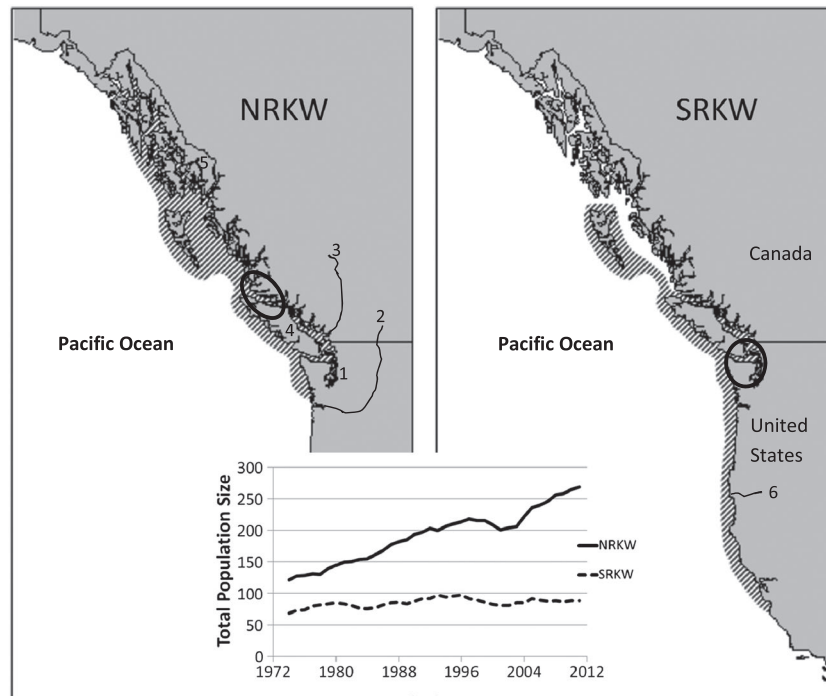 NRKW
5
3
2
4
1
Pacific Ocean
SRKW
Canada
Pacific Ocean
United
States
6
Total Population Size
300
250
200
150
100
50
0
1972
1980
1988
1996
2004
2012
NRKW
SRKW